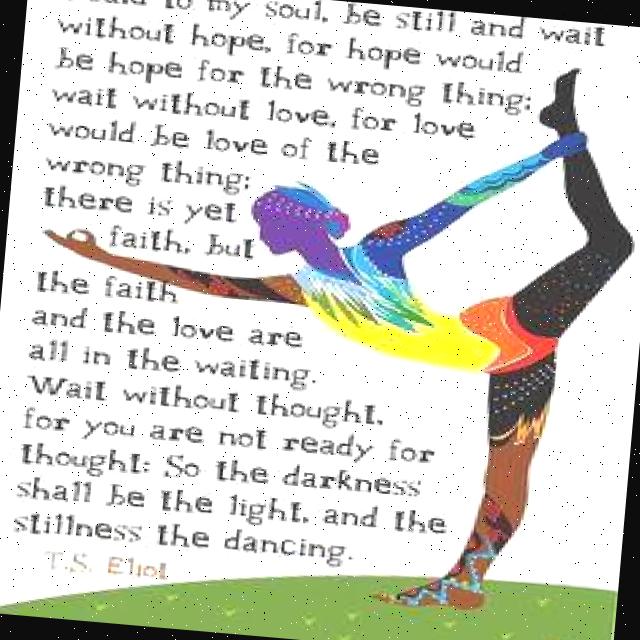 to my soul, be still and wait
without hope, for hope would
be hope for the wrong thing;
wait without love, for love
would be love of the
wrong thing;
there is yet
faith, but
the faith
and the love are
all in the waiting.
Wait without thought,
for you are not ready for
thought: So the darkness
shall be the light, and the
stillness the dancing.
T.S. Eliot